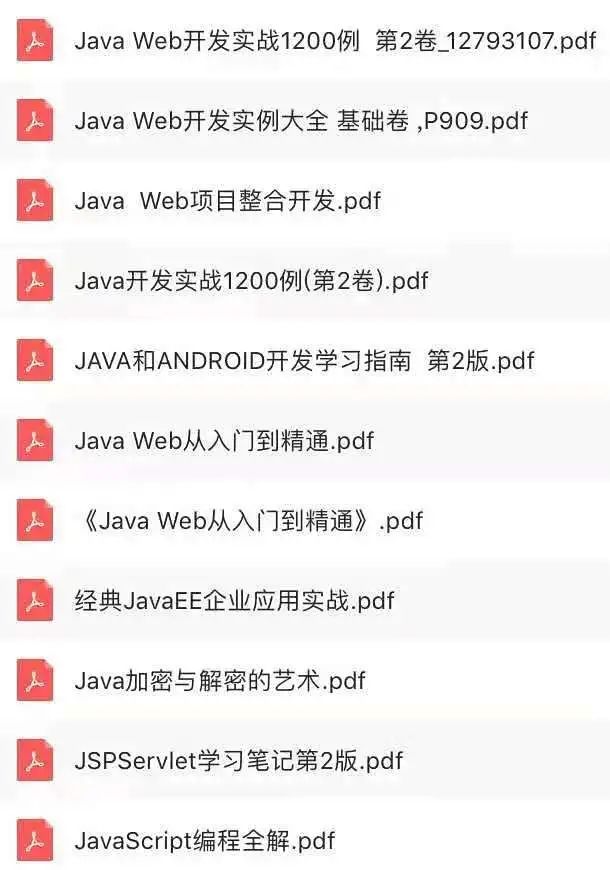 Java Web开发实战1200例  第2卷_12793107.pdf
Java Web开发实例大全 基础卷 ,P909.pdf
Java  Web项目整合开发.pdf
Java开发实战1200例(第2卷).pdf
JAVA和ANDROID开发学习指南  第2版.pdf
Java Web从入门到精通.pdf
《Java Web从入门到精通》.pdf
经典JavaEE企业应用实战.pdf
Java加密与解密的艺术.pdf
JSPServlet学习笔记第2版.pdf
JavaScript编程全解.pdf